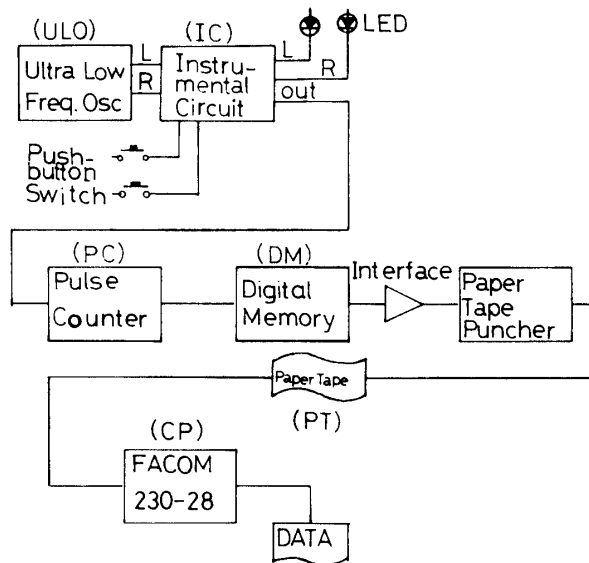 (ULO)
Ultra Low
Freq. Osc
L
R
(IC)
Instru-
mental
Circuit
L
R
out
LED
Push-
button
Switch
(PC)
Pulse
Counter
(DM)
Digital
Memory
Interface
Paper
Tape
Puncher
Paper Tape
(PT)
(CP)
FACOM
230-28
DATA